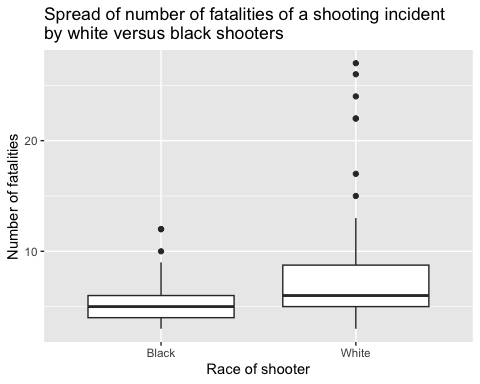 Spread of number of fatalities of a shooting incident
by white versus black shooters
Number of fatalities
20
10
Black
White
Race of shooter